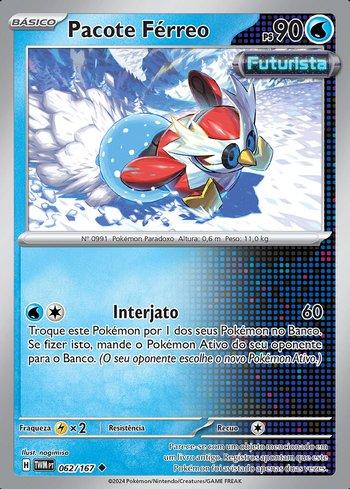 BÁSICO
Pacote Férreo
PS 90
Futurista
Nº 0991 Pokémon Paradoxo Altura: 0,6 m Peso: 11,0 kg
Interjato 60
Troque este Pokémon por 1 dos seus Pokémon no Banco.
Se fizer isto, mande o Pokémon Ativo do seu oponente
para o Banco. (O seu oponente escolhe o novo Pokémon Ativo.)
Fraqueza ×2 Resistência Recuo
Ilust. nagimiso
H TWM PT 062/167
Parece-se com um objeto mencionado em
um livro antigo. Registros apontam que este
Pokémon foi avistado apenas duas vezes.
©2024 Pokémon/Nintendo/Creatures/GAME FREAK